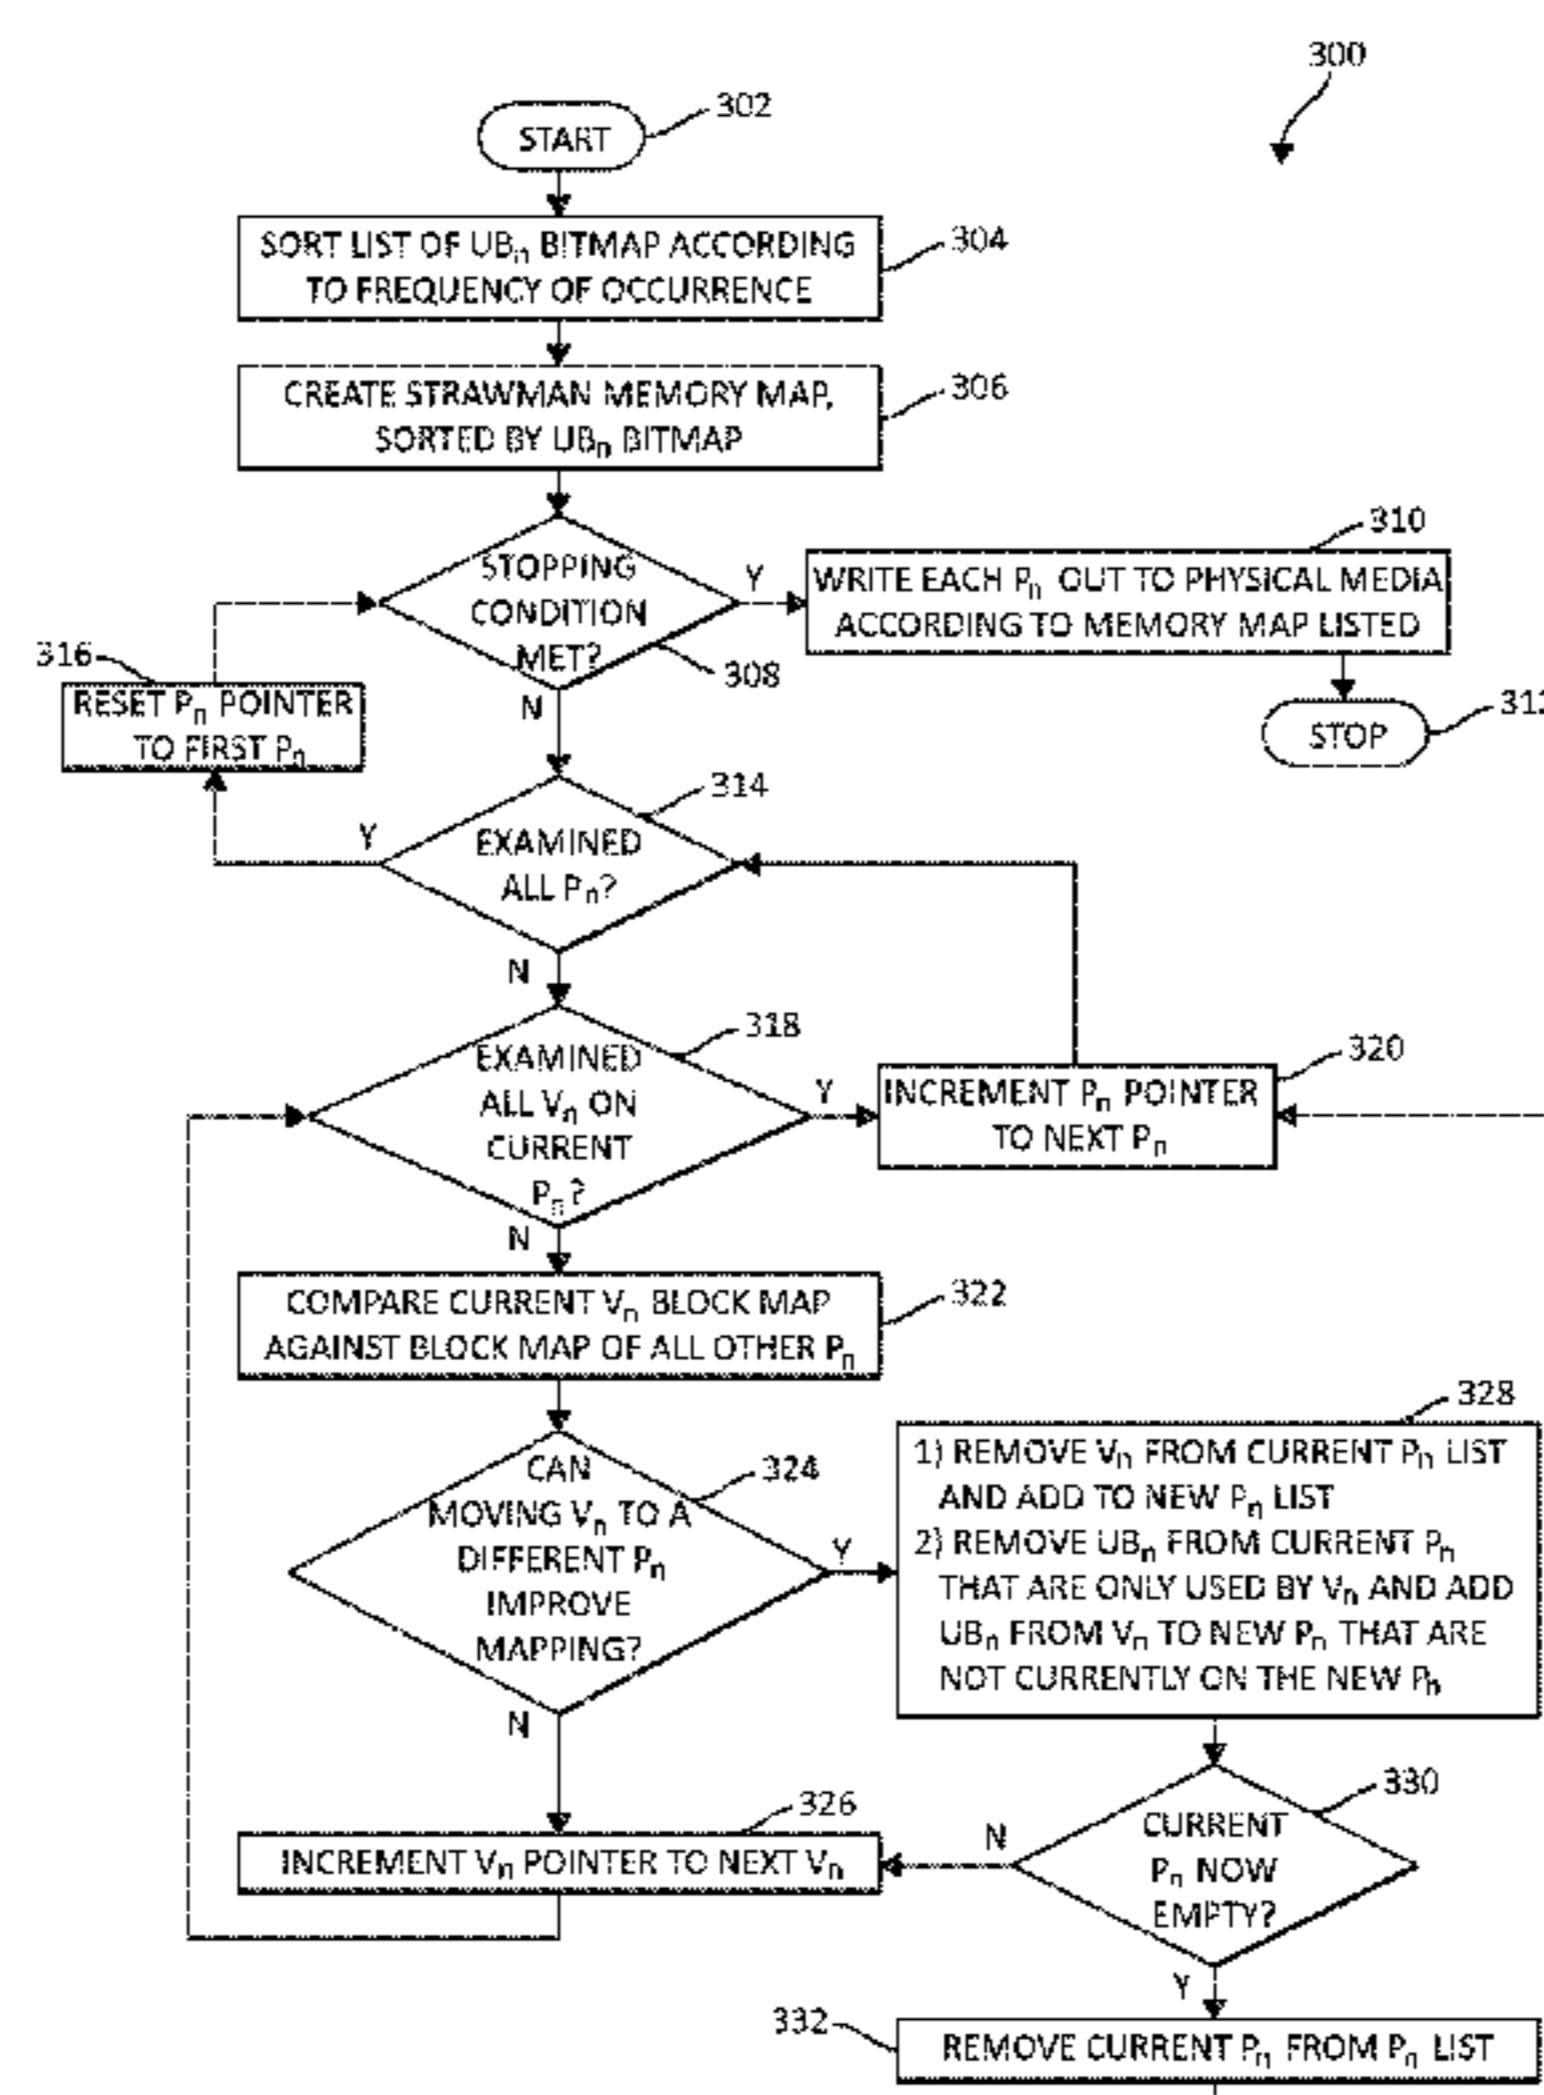 300
START
302
SORT LIST OF UBn BITMAP ACCORDING
TO FREQUENCY OF OCCURRENCE
304
CREATE STRAWMAN MEMORY MAP,
SORTED BY UBn BITMAP
306
STOPPING
CONDITION
MET?
308
Y
N
310
WRITE EACH Pn OUT TO PHYSICAL MEDIA
ACCORDING TO MEMORY MAP LISTED
STOP
316
RESET Pn POINTER
TO FIRST Pn
314
EXAMINED
ALL Pn?
Y
N
318
EXAMINED
ALL Vn ON
CURRENT
Pn?
Y
N
320
INCREMENT Pn POINTER
TO NEXT Pn
COMPARE CURRENT Vn BLOCK MAP
AGAINST BLOCK MAP OF ALL OTHER Pn
322
CAN
MOVING Vn TO A
DIFFERENT Pn
IMPROVE
MAPPING?
324
Y
N
328
1) REMOVE Vn FROM CURRENT Pn LIST
AND ADD TO NEW Pn LIST
2) REMOVE UBn FROM CURRENT Pn
THAT ARE ONLY USED BY Vn AND ADD
UBn FROM Vn TO NEW Pn THAT ARE
NOT CURRENTLY ON THE NEW Pn
326
INCREMENT Vn POINTER TO NEXT Vn
330
CURRENT
Pn NOW
EMPTY?
N
Y
332
REMOVE CURRENT Pn FROM Pn LIST